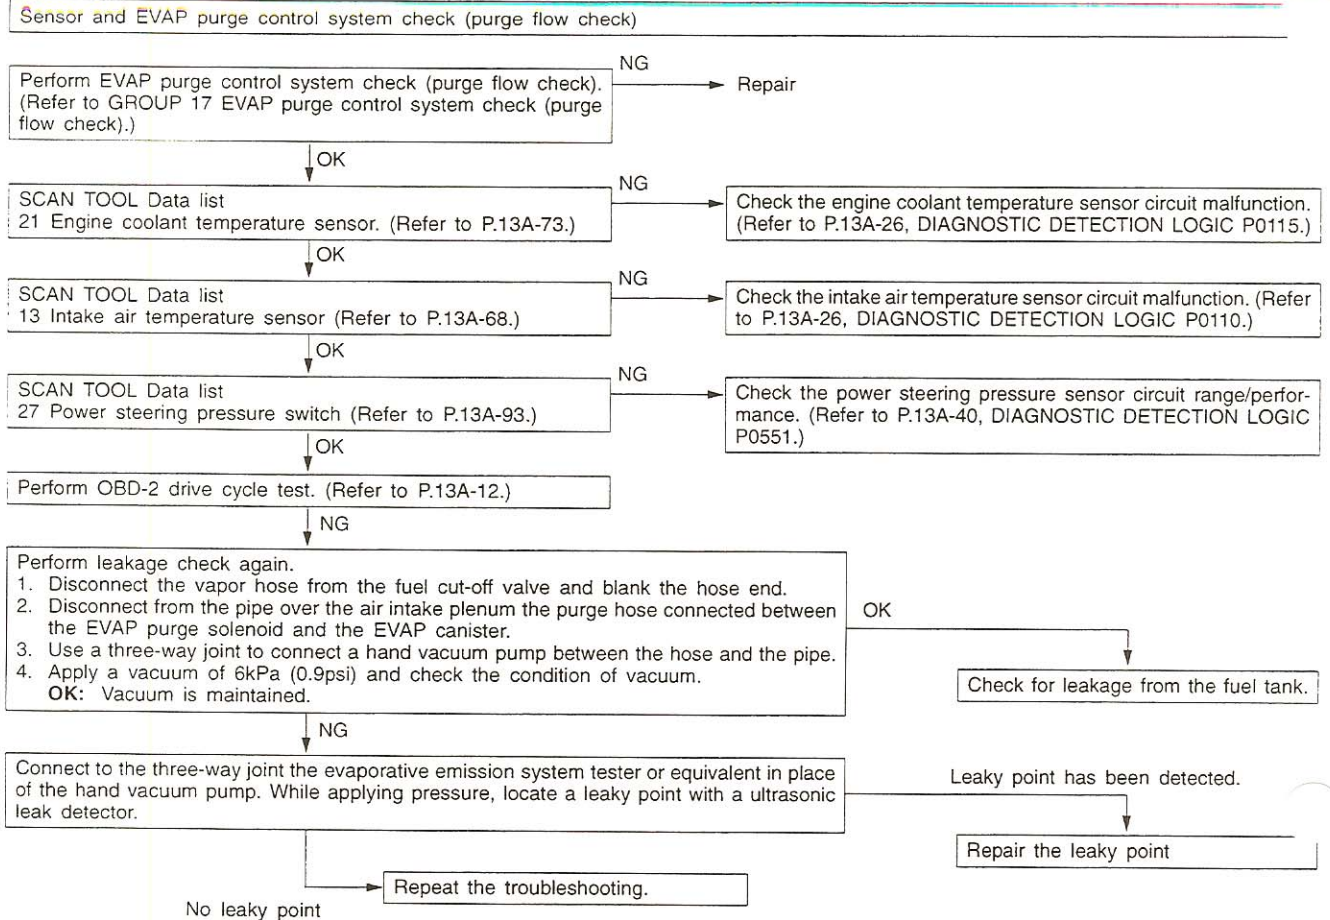 Sensor and EVAP purge control system check (purge flow check)
NG
Perform EVAP purge control system check (purge flow check).
(Refer to GROUP 17 EVAP purge control system check (purge
flow check).)
Repair
OK
SCAN TOOL Data list
21 Engine coolant temperature sensor. (Refer to P.13A-73.)
NG
Check the engine coolant temperature sensor circuit malfunction.
(Refer to P.13A-26, DIAGNOSTIC DETECTION LOGIC P0115.)
OK
SCAN TOOL Data list
13 Intake air temperature sensor (Refer to P.13A-68.)
NG
Check the intake air temperature sensor circuit malfunction. (Refer
to P.13A-26, DIAGNOSTIC DETECTION LOGIC P0110.)
OK
SCAN TOOL Data list
27 Power steering pressure switch (Refer to P.13A-93.)
NG
Check the power steering pressure sensor circuit range/perfor-
mance. (Refer to P.13A-40, DIAGNOSTIC DETECTION LOGIC
P0551.)
OK
Perform OBD-2 drive cycle test. (Refer to P.13A-12.)
NG
Perform leakage check again.
1. Disconnect the vapor hose from the fuel cut-off valve and blank the hose end.
2. Disconnect from the pipe over the air intake plenum the purge hose connected between
the EVAP purge solenoid and the EVAP canister.
3. Use a three-way joint to connect a hand vacuum pump between the hose and the pipe.
4. Apply a vacuum of 6kPa (0.9psi) and check the condition of vacuum.
OK: Vacuum is maintained.
OK
Check for leakage from the fuel tank.
NG
Connect to the three-way joint the evaporative emission system tester or equivalent in place
of the hand vacuum pump. While applying pressure, locate a leaky point with a ultrasonic
leak detector.
Leaky point has been detected.
Repair the leaky point
Repeat the troubleshooting.
No leaky point